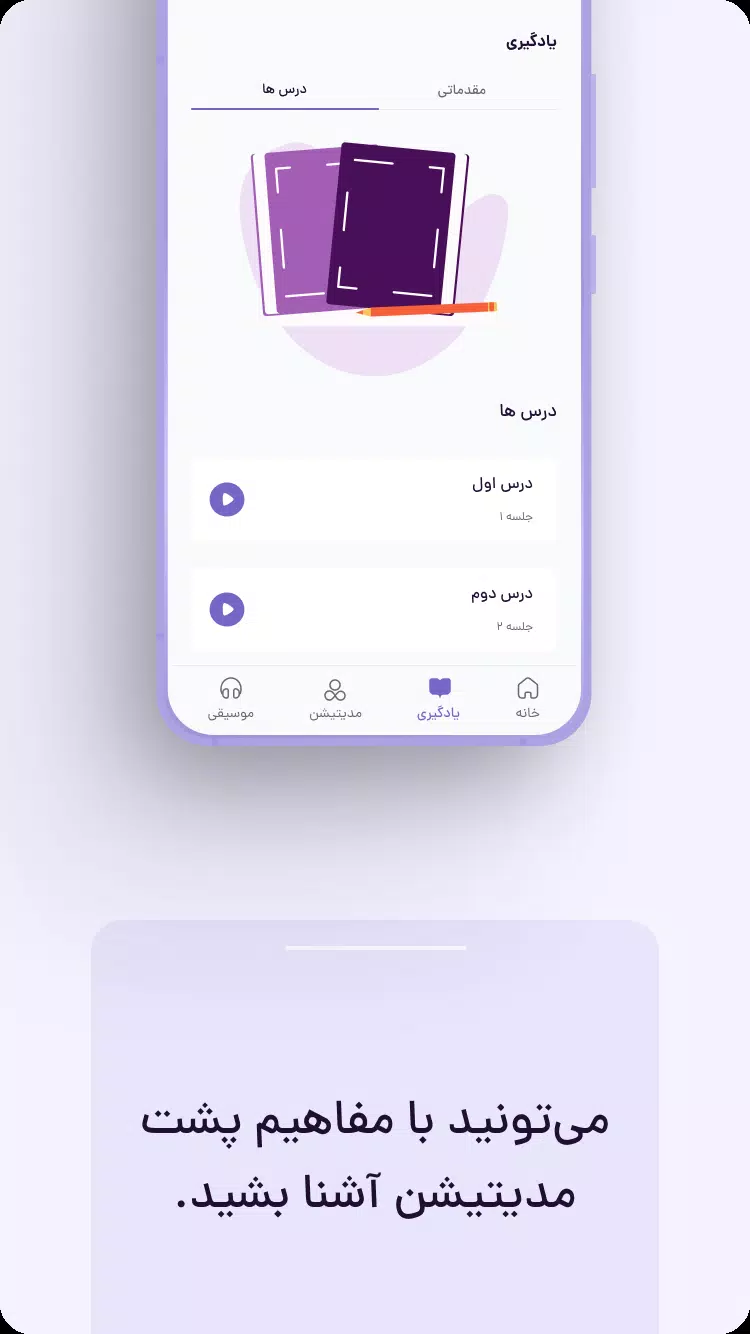 یادگیری
مقدماتی
درس ها
درس ها
درس اول
جلسه ۱
درس دوم
جلسه ۲
خانه
یادگیری
مدیتیشن
موسیقی
می‌تونید با مفاهیم پشت
مدیتیشن آشنا بشید.